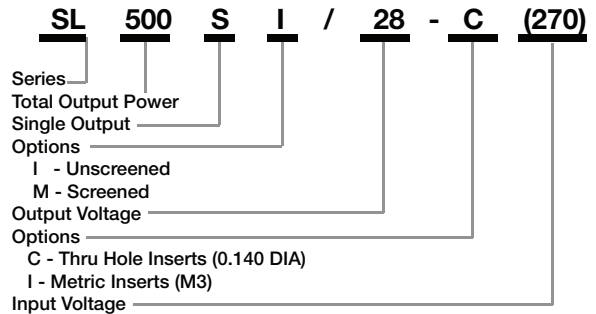 SL 500 S I / 28 - C (270)
Series
Total Output Power
Single Output
Options
I - Unscreened
M - Screened
Output Voltage
Options
C - Thru Hole Inserts (0.140 DIA)
I - Metric Inserts (M3)
Input Voltage